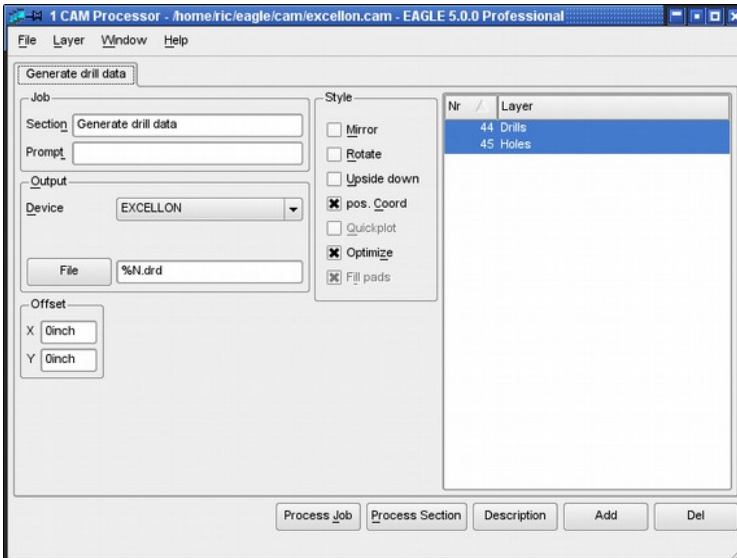 1 CAM Processor - /home/ric/eagle/cam/excellon.cam - EAGLE 5.0.0 Professional
File Layer Window Help
Generate drill data
Job
Section Generate drill data
Prompt
Output
Device EXCELLON
File %N.drd
Offset
X 0inch
Y 0inch
Style
Mirror
Rotate
Upside down
pos. Coord
Quickplot
Optimize
Fill pads
Nr Layer
44 Drills
45 Holes
Process Job Process Section Description Add Del